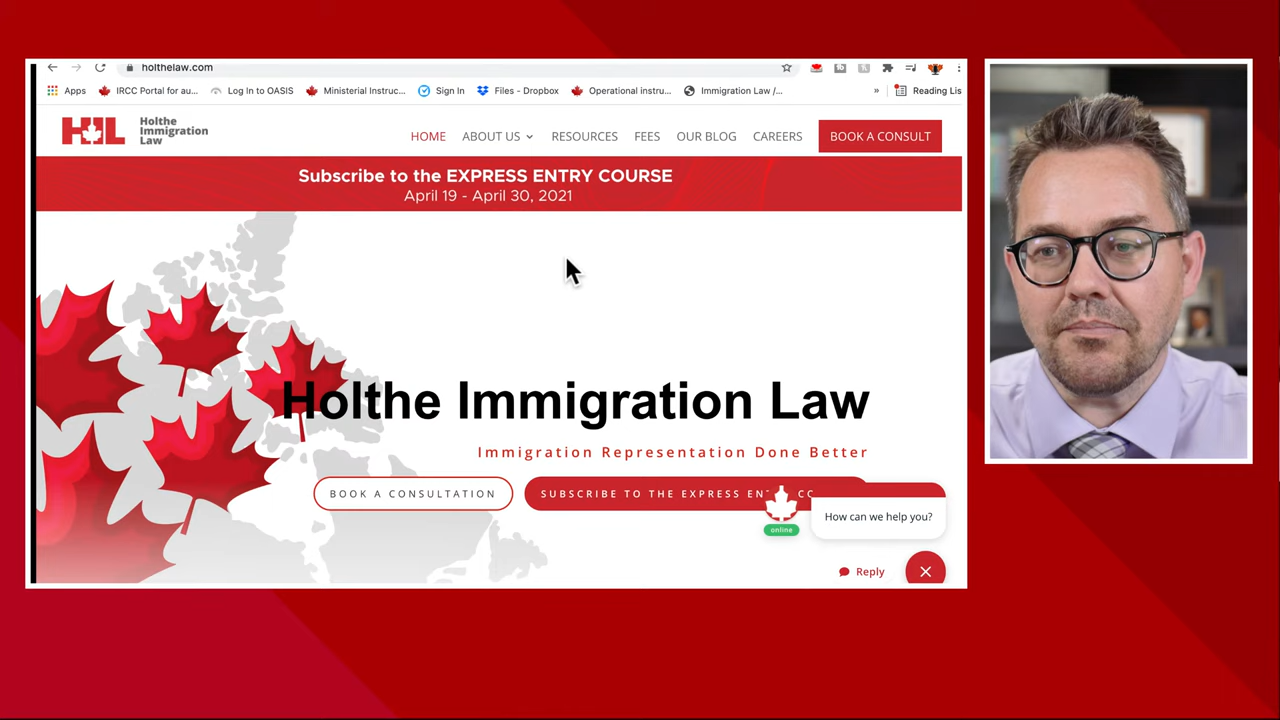 holthelaw.com
Apps IRCC Portal for au... Log In to OASIS Ministerial Instruc... Sign In Files - Dropbox Operational instru... Immigration Law /... » Reading Lis
HIL Holthe
Immigration
Law
HOME ABOUT US RESOURCES FEES OUR BLOG CAREERS BOOK A CONSULT
Subscribe to the EXPRESS ENTRY COURSE
April 19 - April 30, 2021
Holthe Immigration Law
Immigration Representation Done Better
BOOK A CONSULTATION SUBSCRIBE TO THE EXPRESS ENT CO
How can we help you?
online
Reply